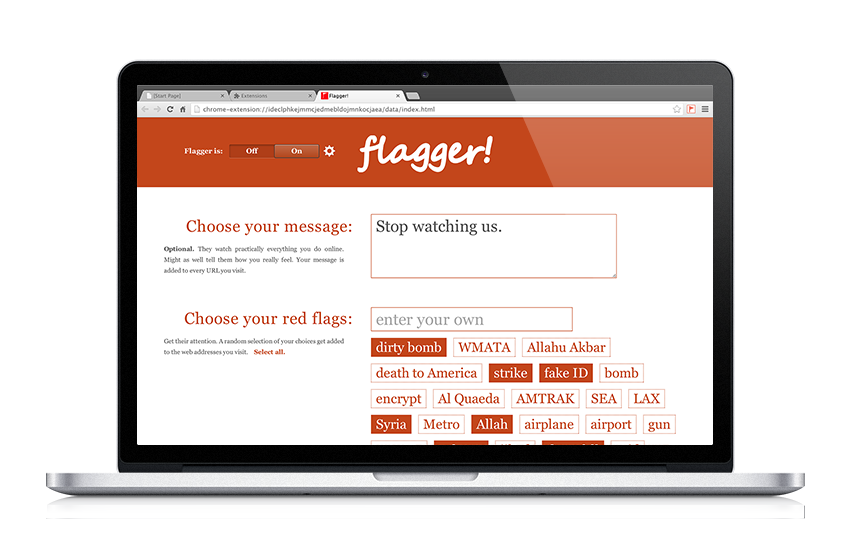 [Start Page]
Extensions
Flagger!
chrome-extension://ideclphkejmmcjedmebldojmnkocjaea/data/index.html
Flagger is:
Off
On
flagger!
Choose your message:
Optional. They watch practically everything you do online.
Might as well tell them how you really feel. Your message is
added to every URL you visit.
Stop watching us.
Choose your red flags:
Get their attention. A random selection of your choices get added
to the web addresses you visit. Select all.
enter your own
dirty bomb WMATA Allahu Akbar
death to America strike fake ID bomb
encrypt Al Quaeda AMTRAK SEA LAX
Syria Metro Allah airplane airport gun